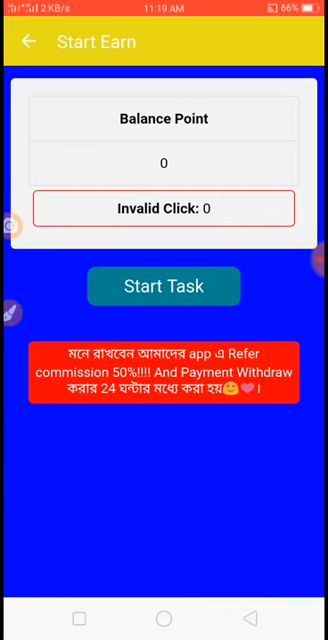 2 KB/s 11:19 AM 66%
Start Earn
Balance Point
0
Invalid Click: 0
Start Task
মনে রাখবেন আমাদের app এ Refer
commission 50%!!!! And Payment Withdraw
করার 24 ঘন্টার মধ্যে করা হয়😍💗।